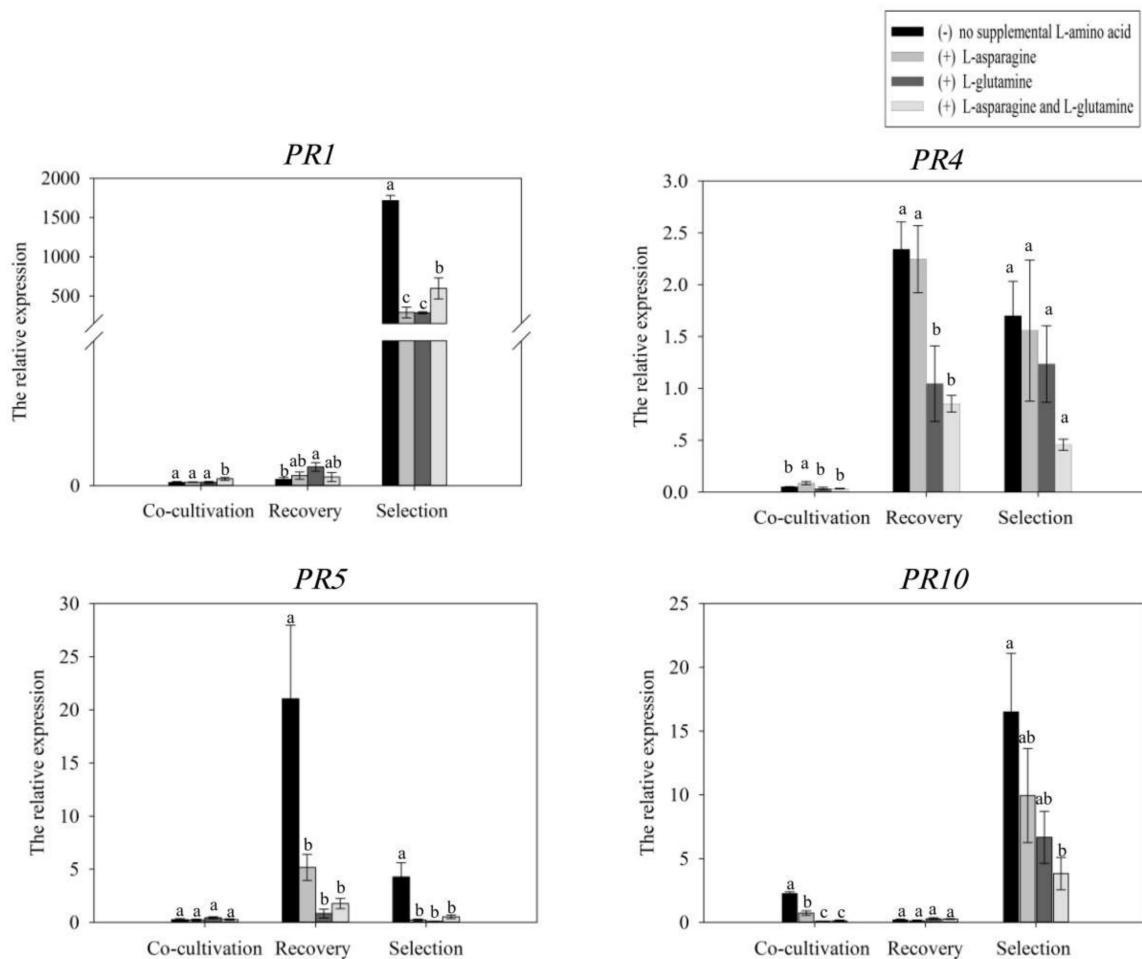 (-) no supplemental L-amino acid
(+) L-asparagine
(+) L-glutamine
(+) L-asparagine and L-glutamine
PR1
The relative expression
2000
1500
1000
500
0
a
c c b
a a a b
b ab a ab
Co-cultivation Recovery Selection
PR4
The relative expression
3.0
2.5
2.0
1.5
1.0
.5
0.0
b a b b
a a b b
a a a a
Co-cultivation Recovery Selection
PR5
The relative expression
30
25
20
15
10
5
0
a a a a
a b b b
a b b b
Co-cultivation Recovery Selection
PR10
The relative expression
25
20
15
10
5
0
a b c c
a a a a
a ab ab b
Co-cultivation Recovery Selection